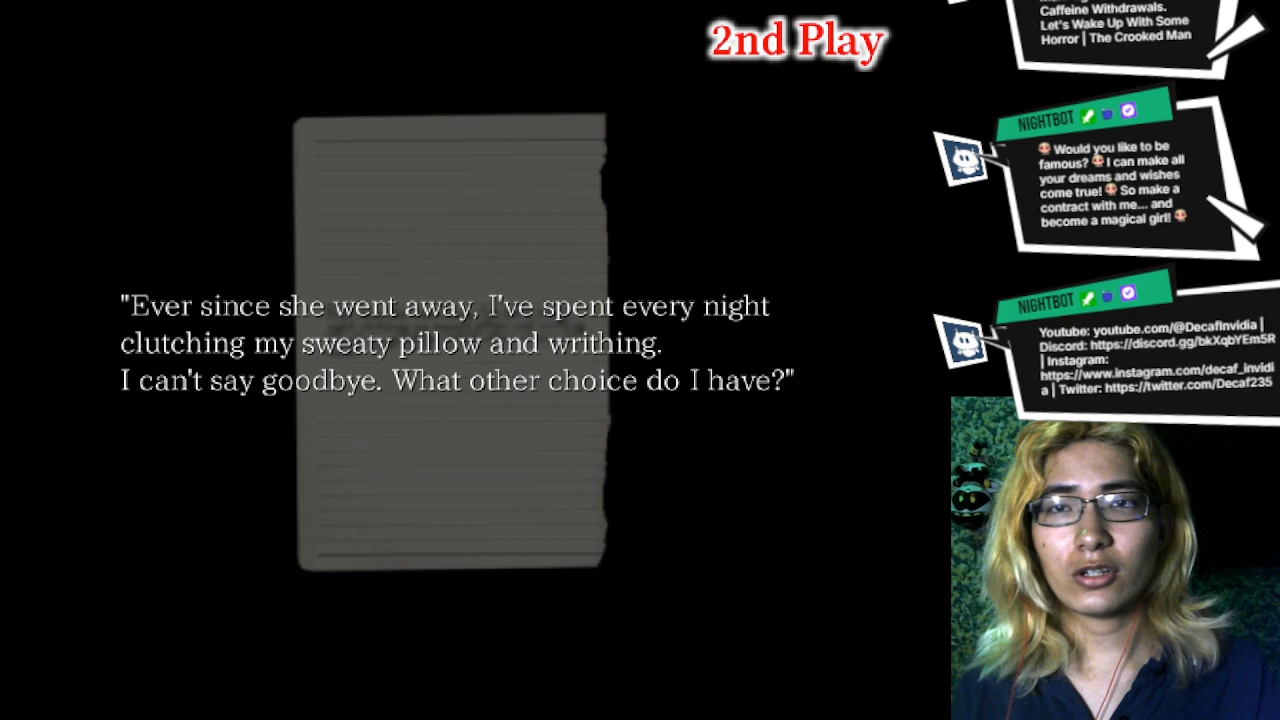 2nd Play
"Ever since she went away, I've spent every night
clutching my sweaty pillow and writhing.
I can't say goodbye. What other choice do I have?"
Caffeine Withdrawals.
Let's Wake Up With Some
Horror | The Crooked Man
NIGHTBOT
Would you like to be
famous? I can make all
your dreams and wishes
come true! So make a
contract with me... and
become a magical girl!
NIGHTBOT
Youtube: youtube.com/@DecafInvidia |
Discord: https://discord.gg/bkXqbYEm5R
| Instagram:
https://www.instagram.com/decaf_invidi
a | Twitter: https://twitter.com/Decaf235